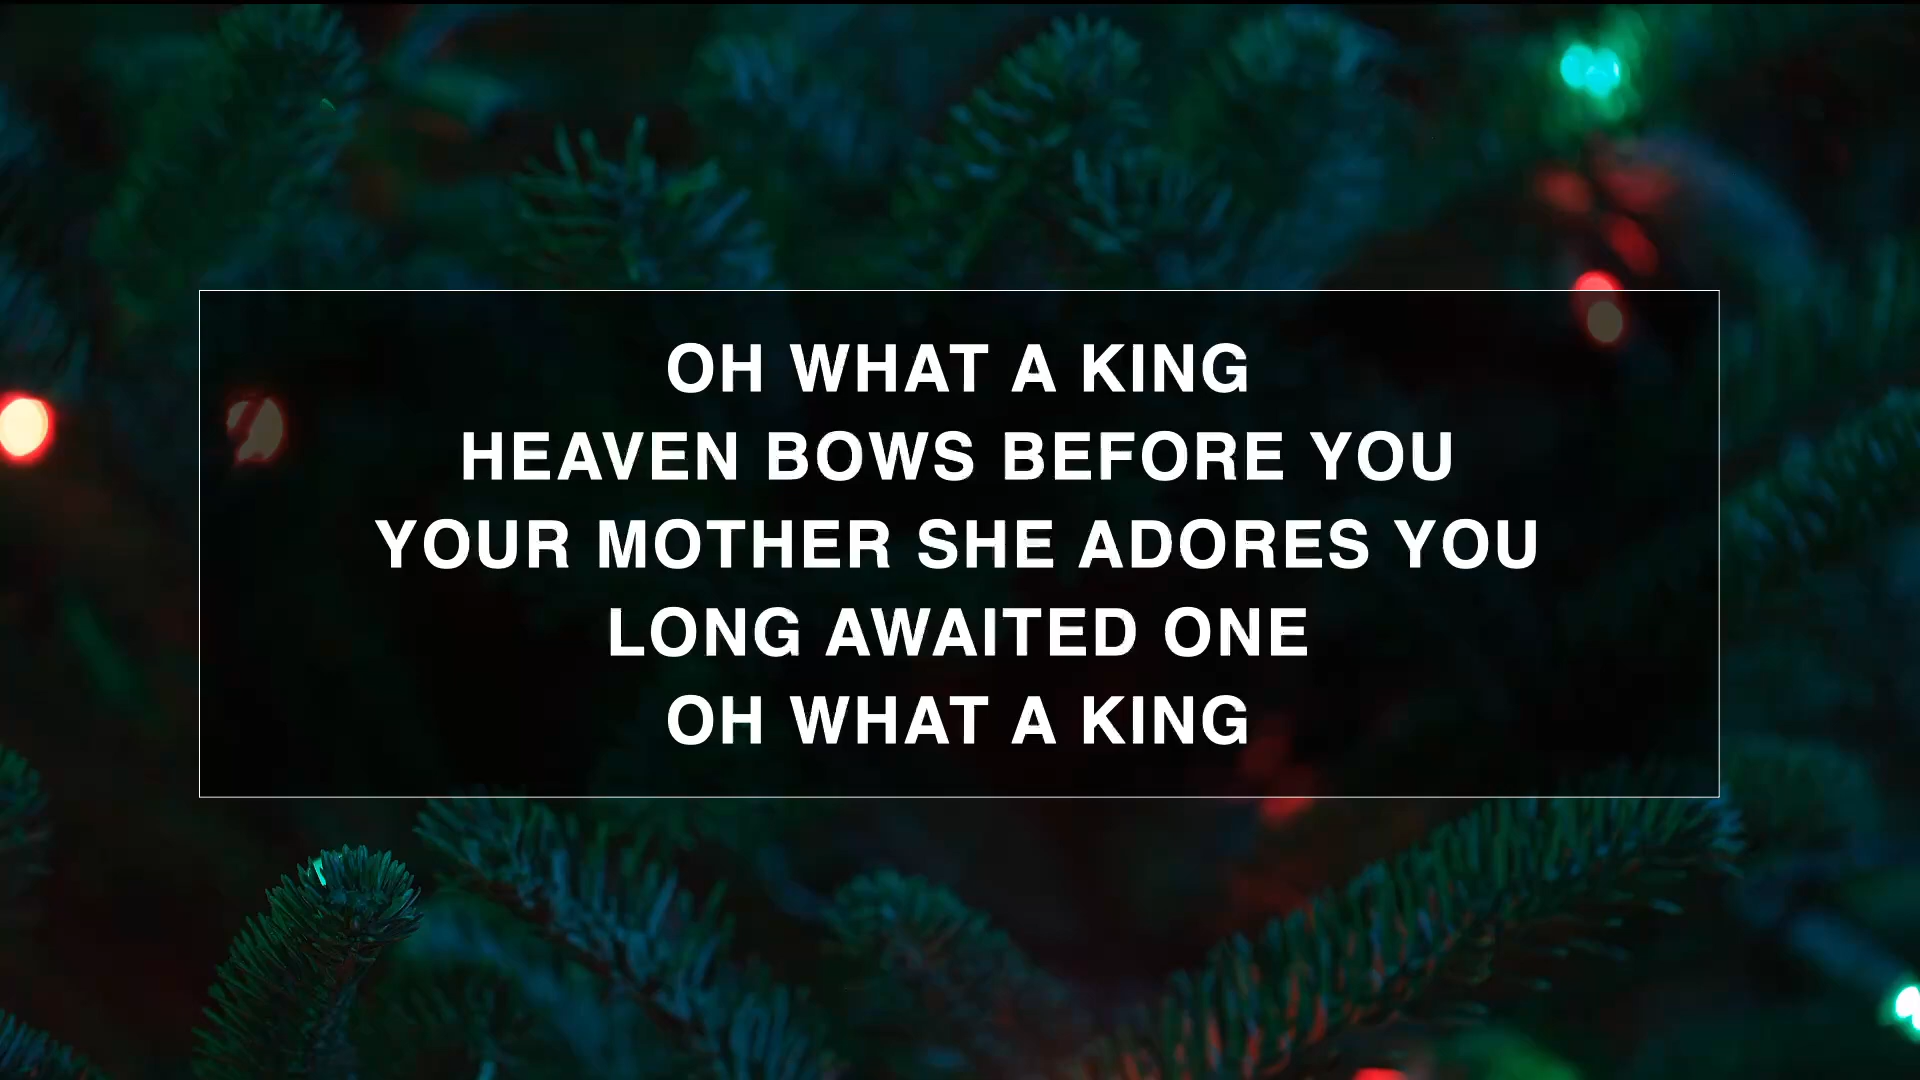 OH WHAT A KING
HEAVEN BOWS BEFORE YOU
YOUR MOTHER SHE ADORES YOU
LONG AWAITED ONE
OH WHAT A KING